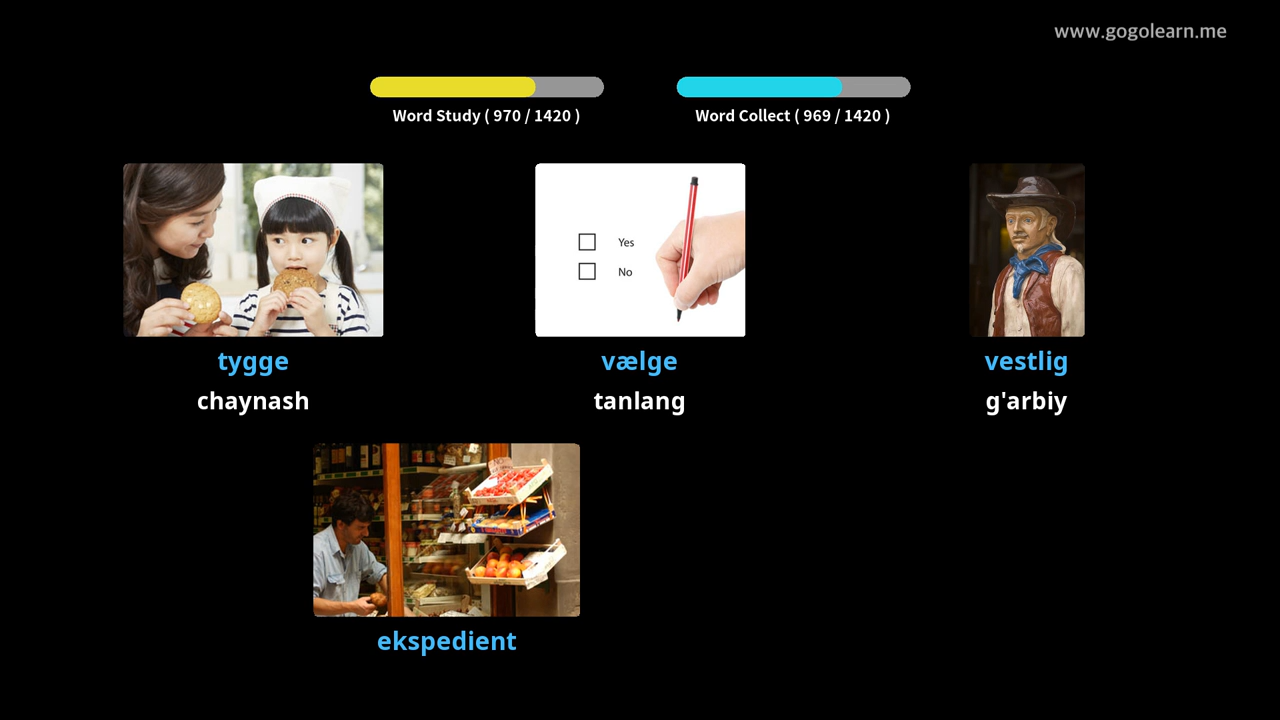 www.gogolearn.me
Word Study ( 970 / 1420 )
Word Collect ( 969 / 1420 )
Yes
No
tygge
vælge
vestlig
chaynash
tanlang
g'arbiy
ekspedient